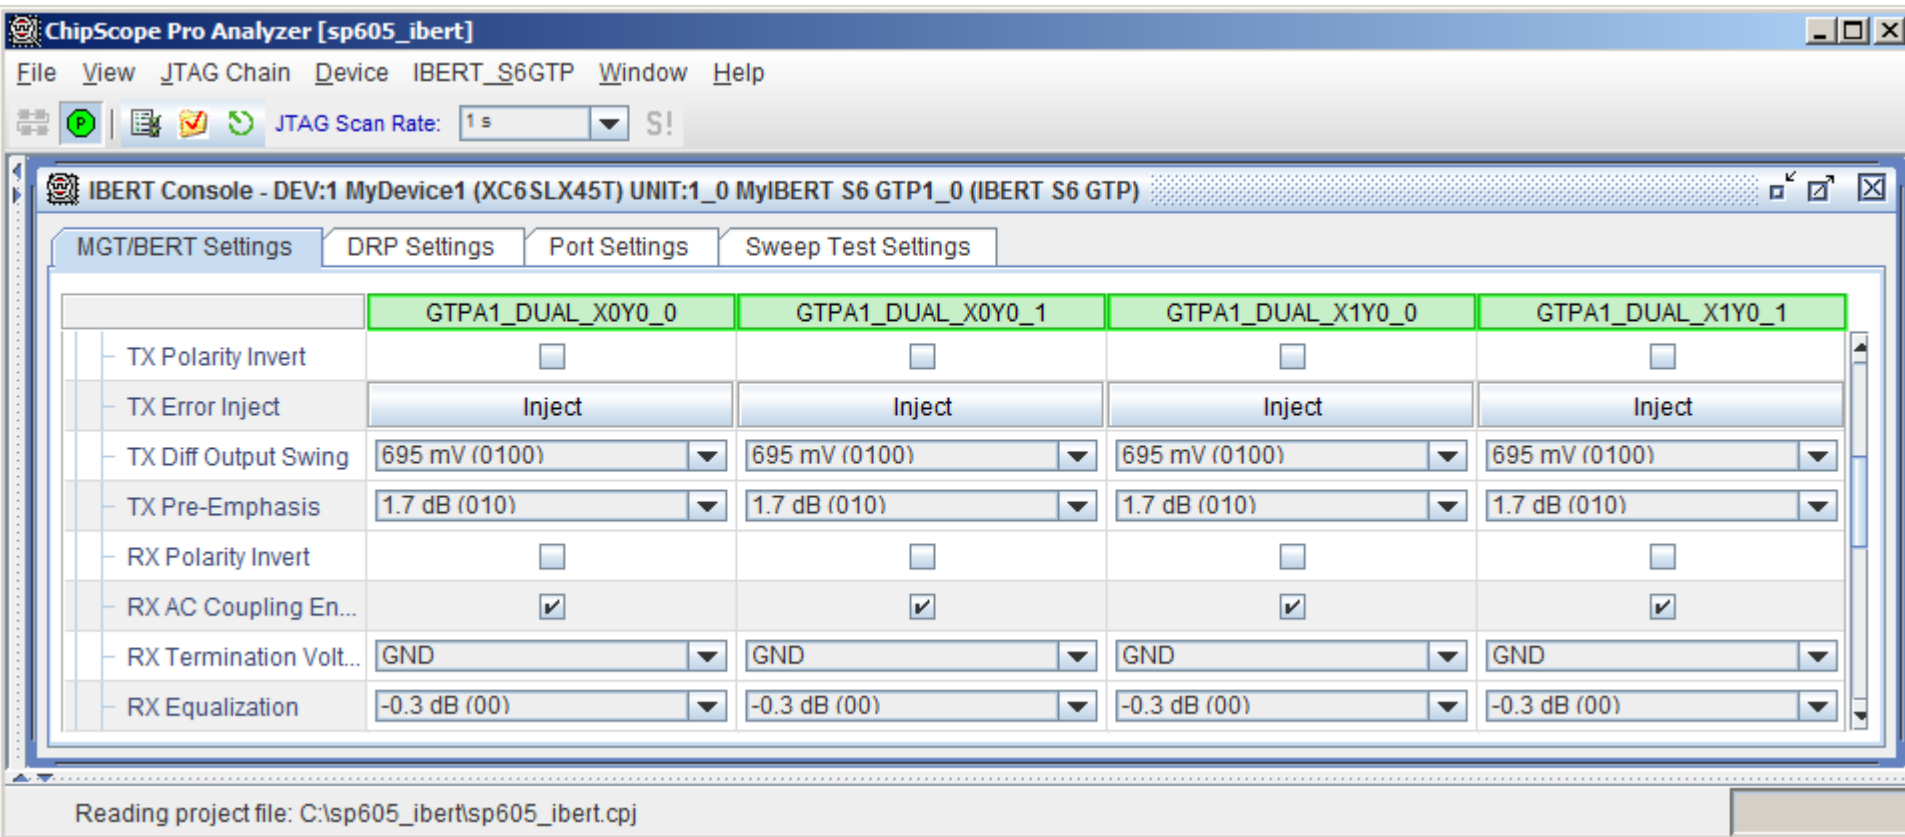 ChipScope Pro Analyzer [sp605_ibert]
File View JTAG Chain Device IBERT_S6GTP Window Help
P JTAG Scan Rate: 1 s S!
IBERT Console - DEV:1 MyDevice1 (XC6SLX45T) UNIT:1_0 MyIBERT S6 GTP1_0 (IBERT S6 GTP)
MGT/BERT Settings DRP Settings Port Settings Sweep Test Settings
GTPA1_DUAL_X0Y0_0 GTPA1_DUAL_X0Y0_1 GTPA1_DUAL_X1Y0_0 GTPA1_DUAL_X1Y0_1
TX Polarity Invert
TX Error Inject Inject Inject Inject Inject
TX Diff Output Swing 695 mV (0100) 695 mV (0100) 695 mV (0100) 695 mV (0100)
TX Pre-Emphasis 1.7 dB (010) 1.7 dB (010) 1.7 dB (010) 1.7 dB (010)
RX Polarity Invert
RX AC Coupling En...
RX Termination Volt... GND GND GND GND
RX Equalization -0.3 dB (00) -0.3 dB (00) -0.3 dB (00) -0.3 dB (00)
Reading project file: C:\sp605_ibert\sp605_ibert.cpj